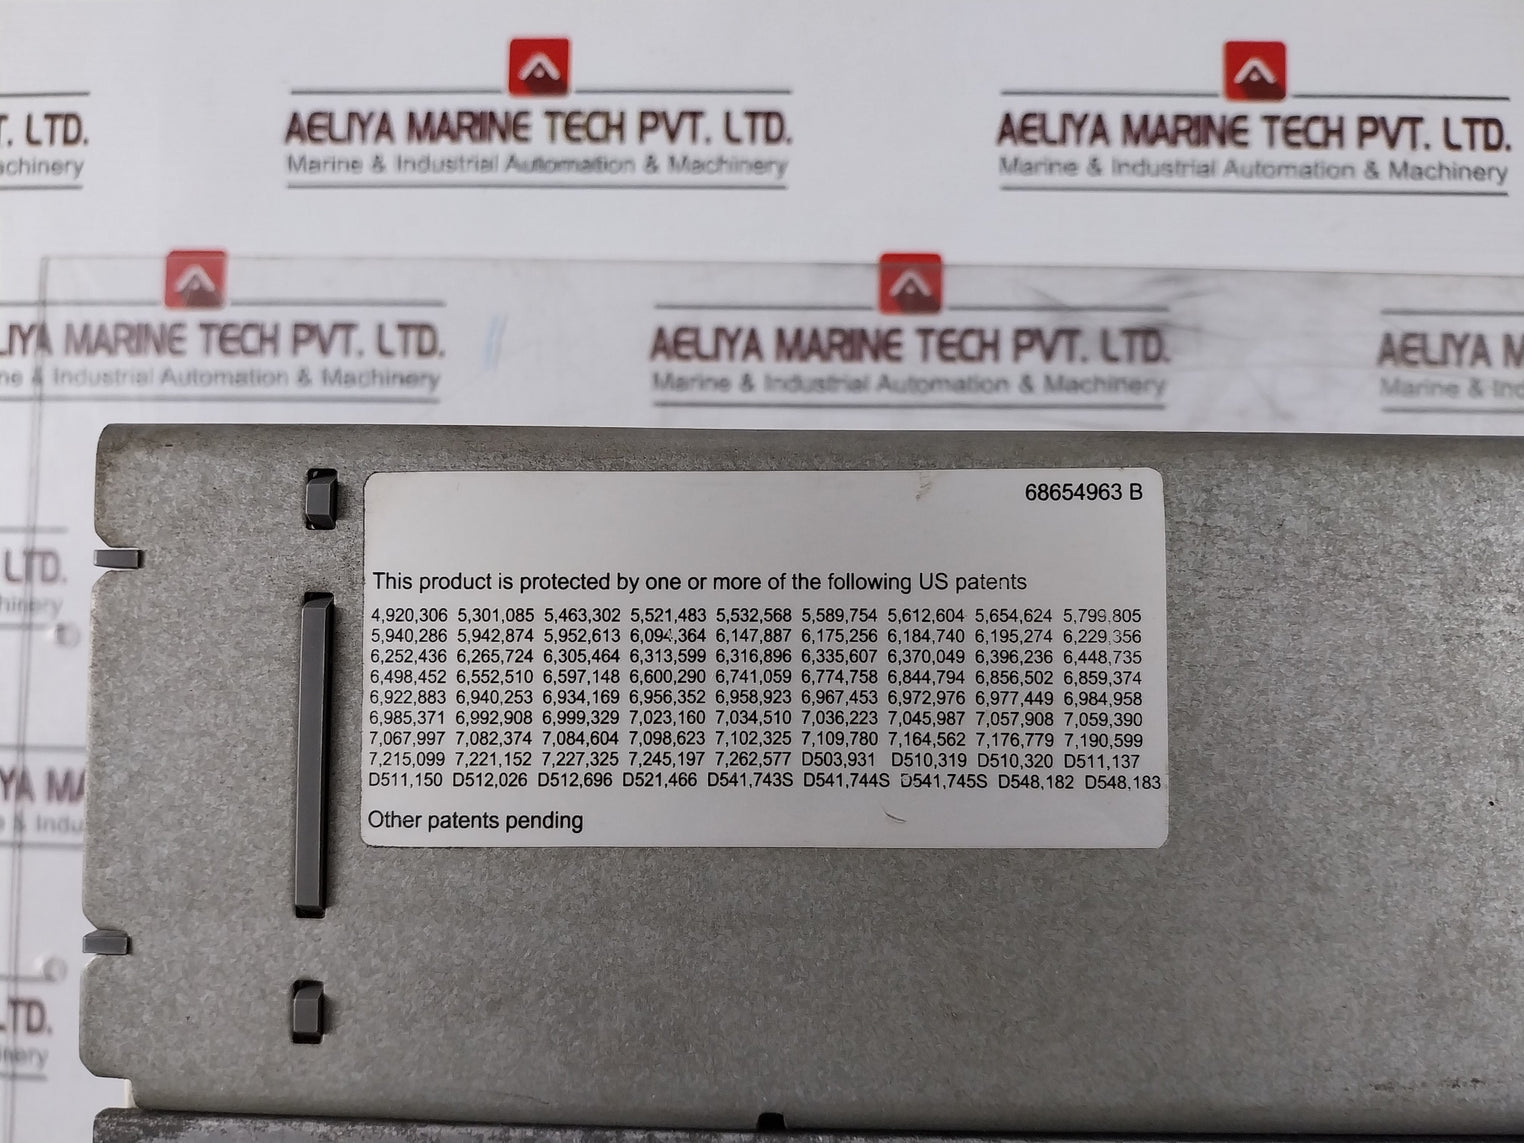 AELIYA MARINE TECH PVT. LTD.
Marine & Industrial Automation & Machinery
AELIYA MARINE TECH PVT. LTD.
Marine & Industrial Automation & Machinery
T. LTD.
MARINE TECH PVT. LTD.
& Industrial Automation & Machinery
AELIYA MARINE TECH PVT. LTD.
Marine & Industrial Automation & Machinery
AELIYA
Marine &
LTD.
68654963 B
This product is protected by one or more of the following US patents
4,920,306 5,301,085 5,463,302 5,521,483 5,532,568 5,589,754 5,612,604 5,654,624 5,799,805
5,940,286 5,942,874 5,952,613 6,094,364 6,147,887 6,175,256 6,184,740 6,195,274 6,229,356
6,252,436 6,265,724 6,305,464 6,313,599 6,316,896 6,335,607 6,370,049 6,396,236 6,448,735
6,498,452 6,552,510 6,597,148 6,600,290 6,741,059 6,774,758 6,844,794 6,856,502 6,859,374
6,922,883 6,940,253 6,934,169 6,956,352 6,958,923 6,967,453 6,972,976 6,977,449 6,984,958
6,985,371 6,992,908 6,999,329 7,023,160 7,034,510 7,036,223 7,045,987 7,057,908 7,059,390
7,067,997 7,082,374 7,084,604 7,098,623 7,102,325 7,109,780 7,164,562 7,176,779 7,190,599
7,215,099 7,221,152 7,227,325 7,245,197 7,262,577 D503,931 D510,319 D510,320 D511,137
D511,150 D512,026 D512,696 D521,466 D541,743S D541,744S D541,745S D548,182 D548,183
Other patents pending